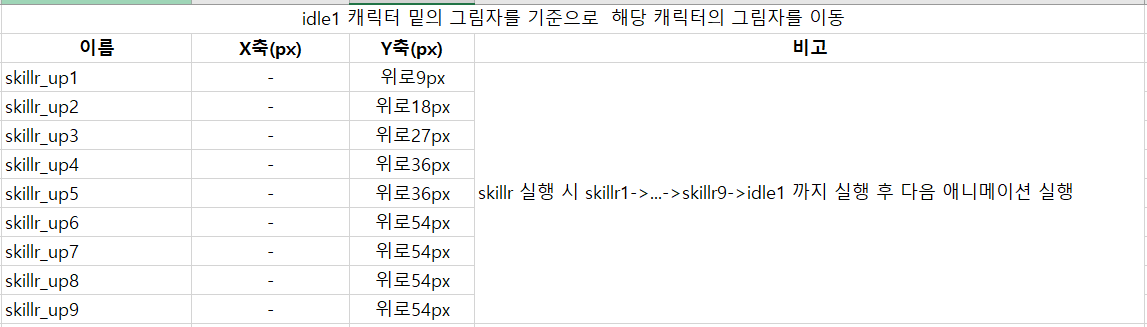 idle1 캐릭터 밑의 그림자를 기준으로  해당 캐릭터의 그림자를 이동
이름 X축(px) Y축(px) 비고
skillr_up1 - 위로9px
skillr_up2 - 위로18px
skillr_up3 - 위로27px
skillr_up4 - 위로36px
skillr_up5 - 위로36px skillr 실행 시 skillr1->...->skillr9->idle1 까지 실행 후 다음 애니메이션 실행
skillr_up6 - 위로54px
skillr_up7 - 위로54px
skillr_up8 - 위로54px
skillr_up9 - 위로54px